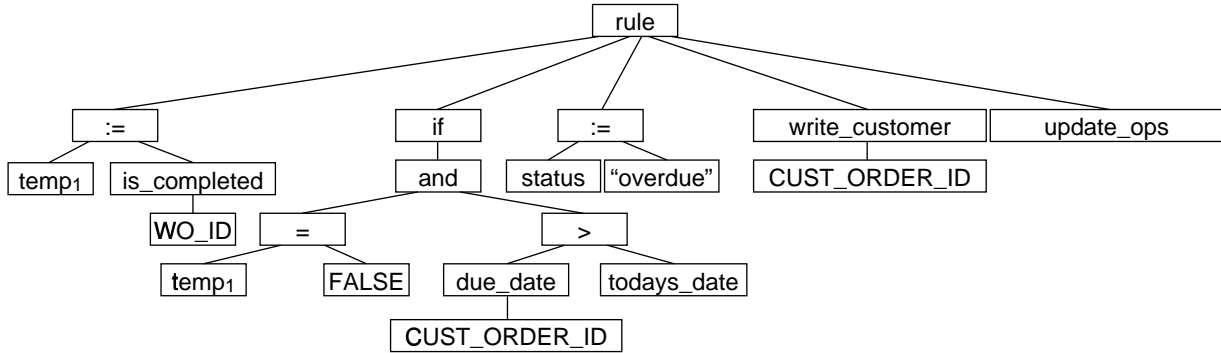 rule
:= if := write_customer update_ops
temp1 is_completed and status “overdue” CUST_ORDER_ID
WO_ID = >
temp1 FALSE due_date todays_date
CUST_ORDER_ID